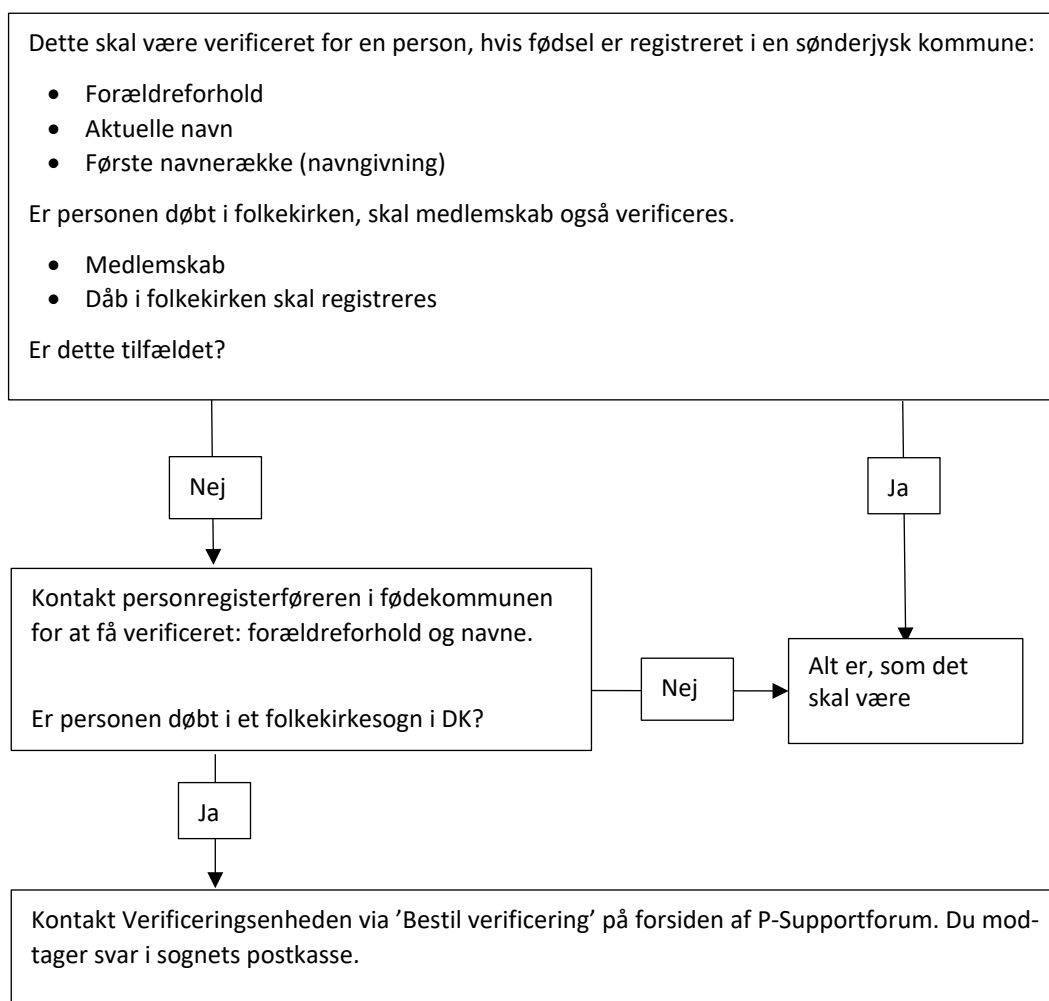 Dette skal være verificeret for en person, hvis fødsel er registreret i en sønderjysk kommune:
• Forældreforhold
• Aktuelle navn
• Første navnerække (navngivning)
Er personen døbt i folkekirken, skal medlemskab også verificeres.
• Medlemskab
• Dåb i folkekirken skal registreres
Er dette tilfældet?
Nej
Ja
Kontakt personregisterføreren i fødekommunen
for at få verificeret: forældreforhold og navne.
Er personen døbt i et folkekirkesogn i DK?
Nej
Alt er, som det
skal være
Ja
Kontakt Verificeringsenheden via ’Bestil verificering’ på forsiden af P-Supportforum. Du mod-
tager svar i sognets postkasse.